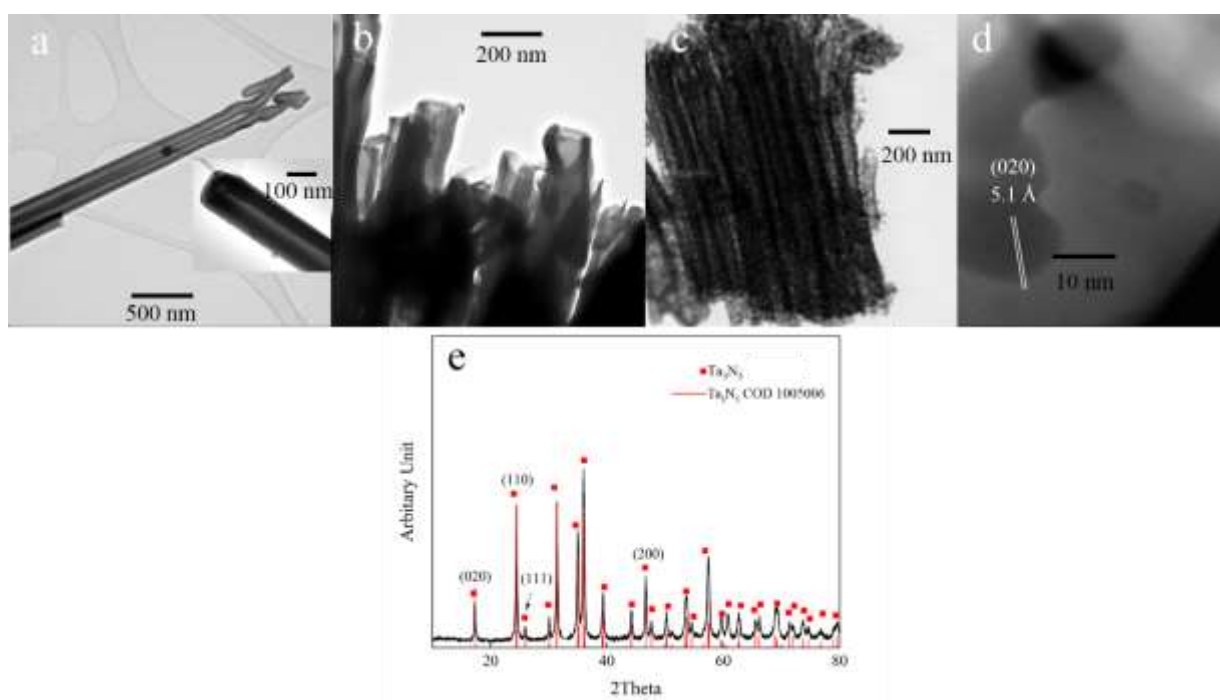 a
100 nm
500 nm
b
200 nm
c
200 nm
d
(020)
5.1 Å
10 nm
e
Ta₃N₅
Ta₃N₅ COD 1005006
Arbitary Unit
(020)
(110)
(111)
(200)
20
40
60
80
2Theta